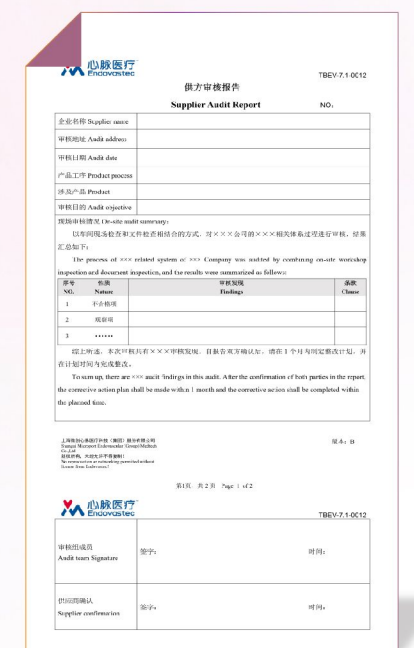 心脉医疗
Endovastec
TBEV-7.1-0012
供方审核报告
Supplier Audit Report NO.
企业名称 Supplier name
审核地址 Audit address
审核日期 Audit date
产品工序 Product process
涉及产品 Product
审核目的 Audit objective
现场审核情况 On-site audit summary:
以车间现场检查和文件检查相结合的方式，对×××公司的×××相关体系过程进行审核，结果
汇总如下：
The process of ××× related system of ××× Company was audited by combining on-site workshop
inspection and document inspection, and the results were summarized as follows:
序号 性质 审核发现 条款
NO. Nature Findings Clause
1 不合格项
2 观察项
3 ……
综上所述，本次审核共有×××审核发现，自报告双方确认后，请在1个月内制定整改计划，并
在计划时间内完成整改。
To sum up, there are ××× audit findings in this audit. After the confirmation of both parties in the report,
the corrective action plan shall be made within 1 month and the corrective action shall be completed within
the planned time.
上海微创心脉医疗科技（集团）股份有限公司 版本：B
Shanghai Microport Endovascular (Group) Medtech
Co.,Ltd
版权所有，未经允许不得复制！
第1页 共2页 Page 1 of 2
心脉医疗
Endovastec
TBEV-7.1-0012
审核组成员 签字： 时间：
Audit team Signature
供应商确认 签字： 时间：
Supplier confirmation